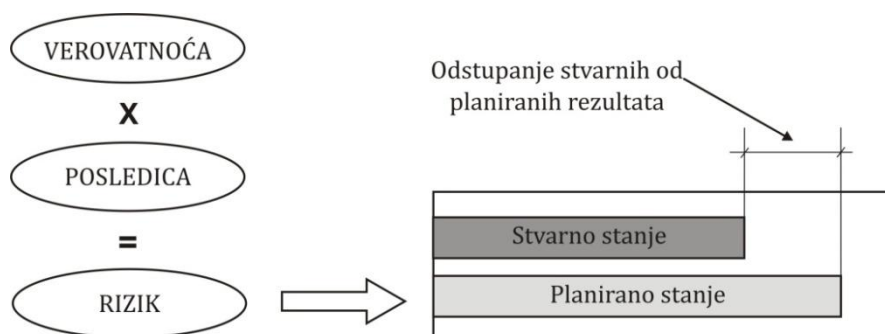 VEROVATNOĆA
X
POSLEDICA
=
RIZIK
Odstupanje stvarnih od
planiranih rezultata
Stvarno stanje
Planirano stanje